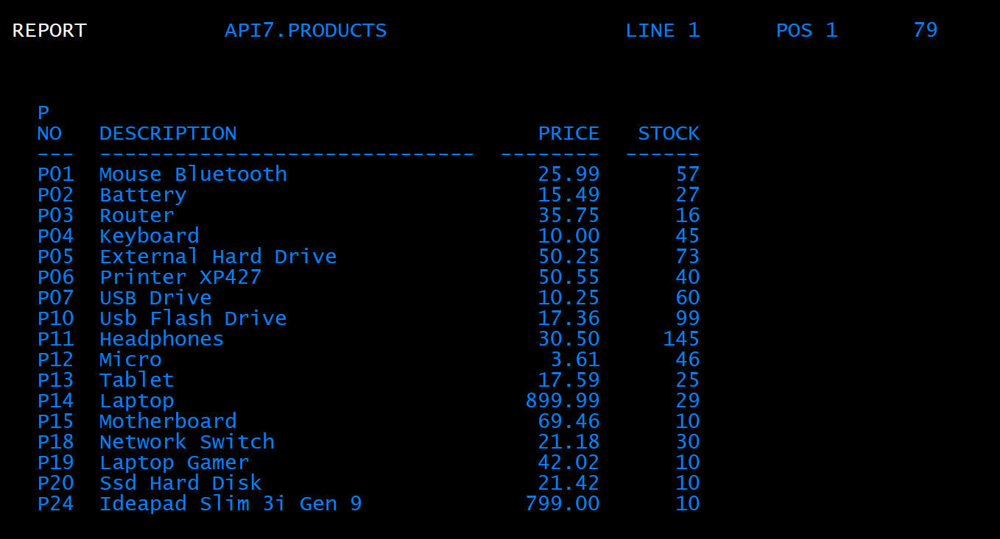 REPORT API7.PRODUCTS LINE 1 POS 1 79
P
NO DESCRIPTION PRICE STOCK
--- ------------------------------ -------- ------
P01 Mouse Bluetooth 25.99 57
P02 Battery 15.49 27
P03 Router 35.75 16
P04 Keyboard 10.00 45
P05 External Hard Drive 50.25 73
P06 Printer XP427 50.55 40
P07 USB Drive 10.25 60
P10 Usb Flash Drive 17.36 99
P11 Headphones 30.50 145
P12 Micro 3.61 46
P13 Tablet 17.59 25
P14 Laptop 899.99 29
P15 Motherboard 69.46 10
P18 Network Switch 21.18 30
P19 Laptop Gamer 42.02 10
P20 Ssd Hard Disk 21.42 10
P24 Ideapad Slim 3i Gen 9 799.00 10